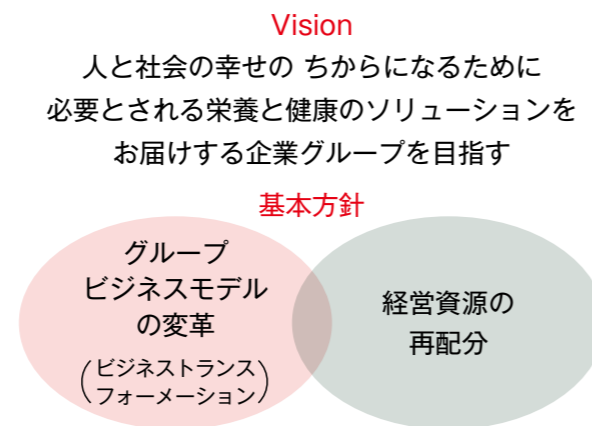 Vision
人と社会の幸せの ちからになるために
必要とされる栄養と健康のソリューションを
お届けする企業グループを目指す
基本方針
グループ
ビジネスモデル
の変革
(ビジネストランス
フォーメーション)
経営資源の
再配分